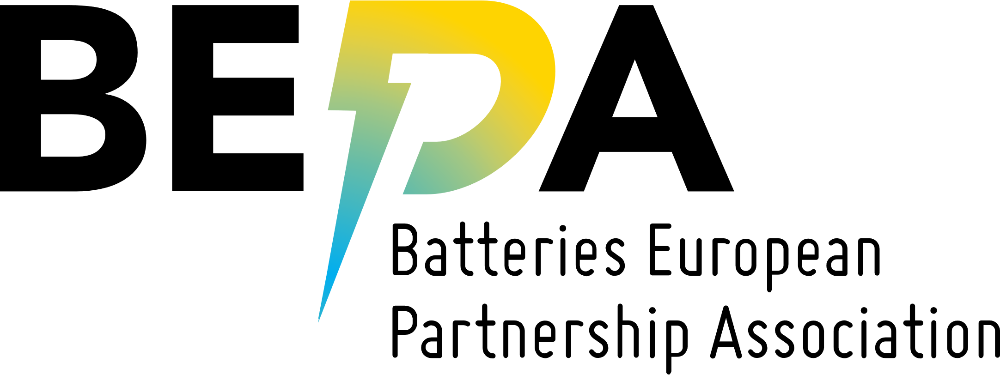 BEPA
Batteries European
Partnership Association